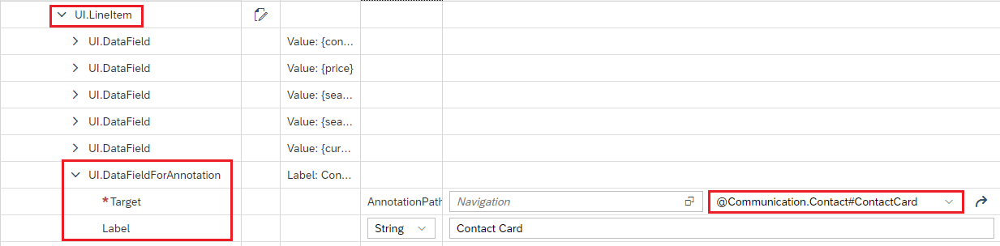 UI.LineItem
UI.DataField Value: {con...
UI.DataField Value: {price}
UI.DataField Value: {sea...
UI.DataField Value: {sea...
UI.DataField Value: {cur...
UI.DataFieldForAnnotation Label: Con...
*Target AnnotationPath Navigation @Communication.Contact#ContactCard
Label String Contact Card